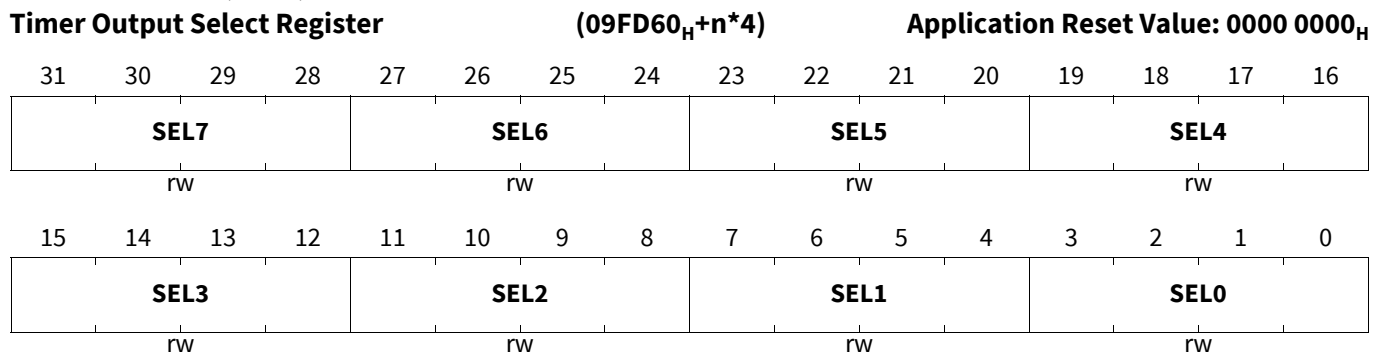 Timer Output Select Register (09FD60H+n*4) Application Reset Value: 0000 0000H
31 30 29 28 27 26 25 24 23 22 21 20 19 18 17 16
SEL7 SEL6 SEL5 SEL4
rw rw rw rw
15 14 13 12 11 10 9 8 7 6 5 4 3 2 1 0
SEL3 SEL2 SEL1 SEL0
rw rw rw rw